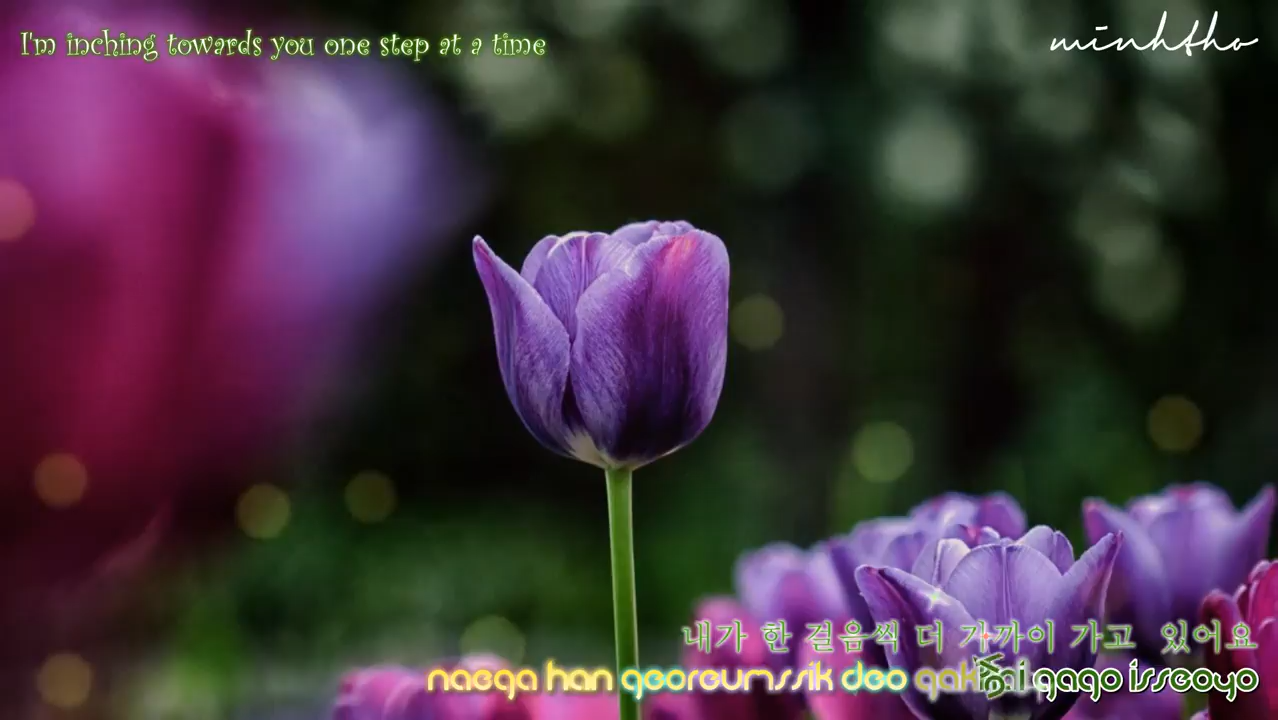 I'm inching towards you one step at a time
minhtho
내가 한 걸음씩 더 가까이 가고 있어요
naega han georeumssik deo gakkai gago isseoyo